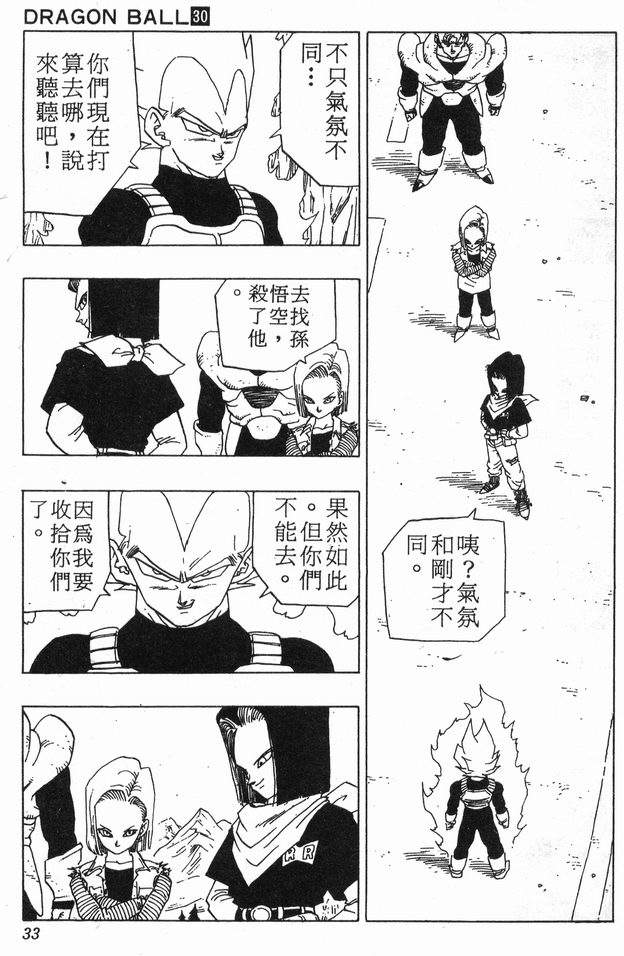 DRAGON BALL 30
咦？氣氛
和剛才不
同。
不只氣氛不
同…
你們現在打
算去哪，說
來聽聽吧！
去找孫
悟空，
殺了他
。
果然如此
。但你們
不能去。
因爲我要
收拾你們
了。
R R
33